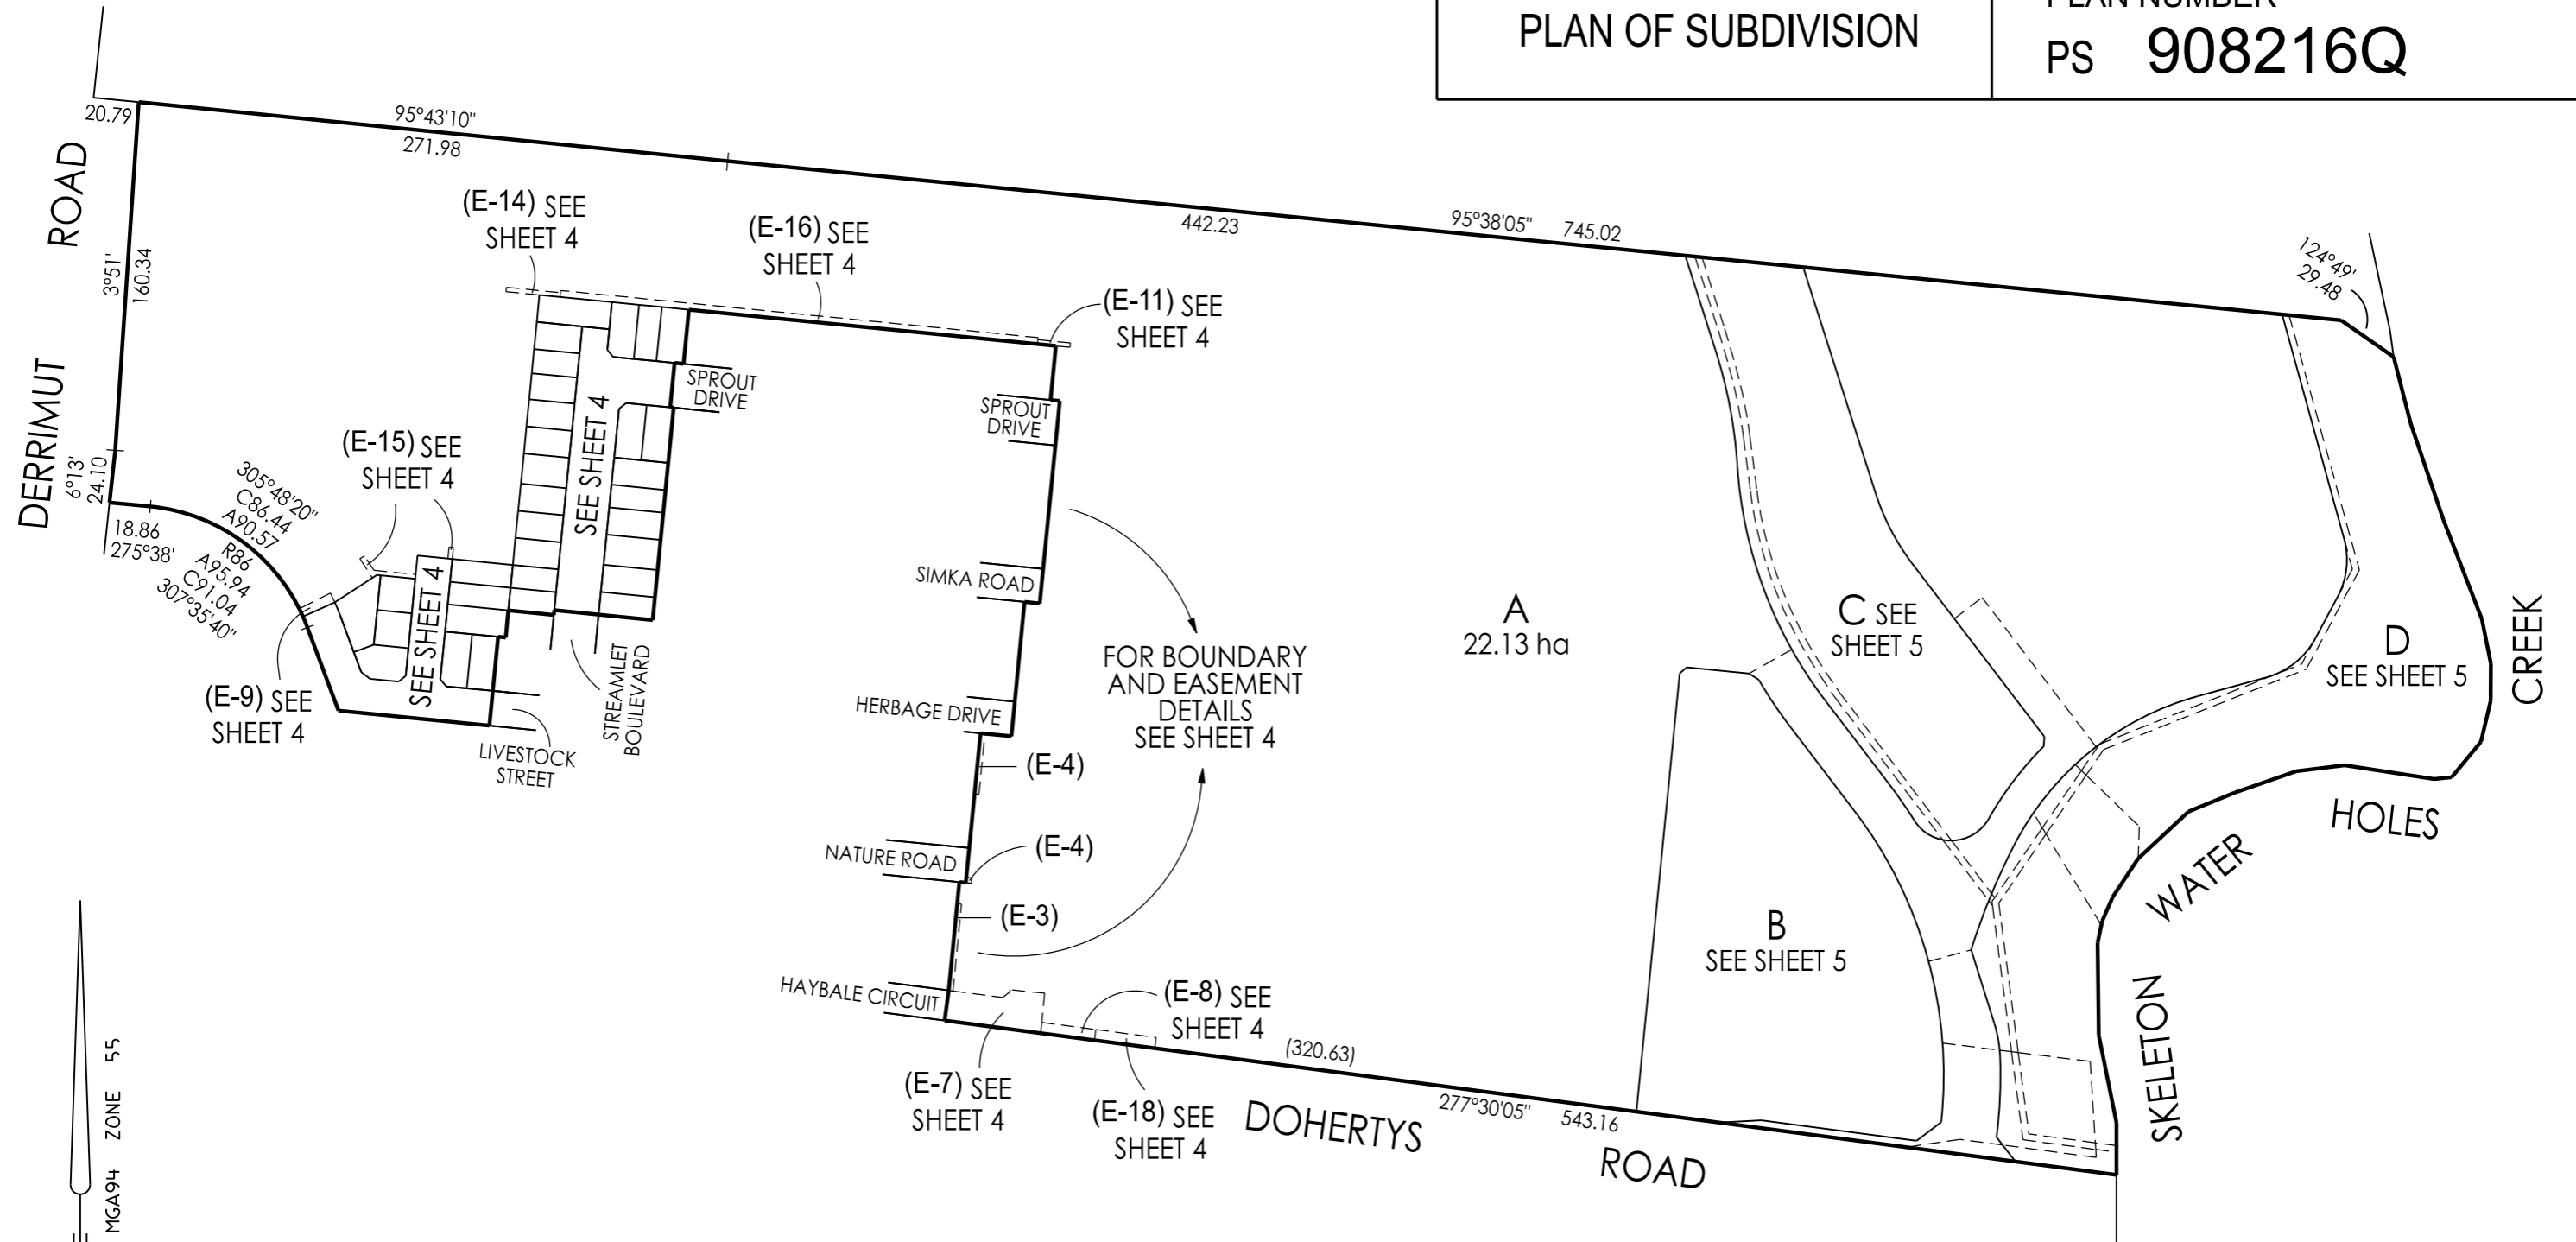 PLAN OF SUBDIVISION
PLAN NUMBER
PS 908216Q
20.79
95°43'10"
271.98
442.23
95°38'05" 745.02
124°49'
29.48
ROAD
DERRIMUT
3°51'
160.34
6°13'
24.10
(E-14) SEE
SHEET 4
(E-16) SEE
SHEET 4
(E-11) SEE
SHEET 4
SPROUT
DRIVE
SPROUT
DRIVE
(E-15) SEE
SHEET 4
SEE SHEET 4
305°48'20"
C86.44
A90.57
R86
A95.94
C91.04
307°35'40"
18.86
275°38'
SEE SHEET 4
(E-9) SEE
SHEET 4
LIVESTOCK
STREET
STREAMLET
BOULEVARD
SIMKA ROAD
HERBAGE DRIVE
FOR BOUNDARY
AND EASEMENT
DETAILS
SEE SHEET 4
A
22.13 ha
C SEE
SHEET 5
D
SEE SHEET 5
CREEK
HOLES
WATER
SKELETON
(E-4)
NATURE ROAD
(E-4)
(E-3)
B
SEE SHEET 5
HAYBALE CIRCUIT
(E-8) SEE
SHEET 4
(320.63)
(E-7) SEE
SHEET 4
(E-18) SEE
SHEET 4
277°30'05" 543.16
DOHERTYS
ROAD
MGA94 ZONE 55